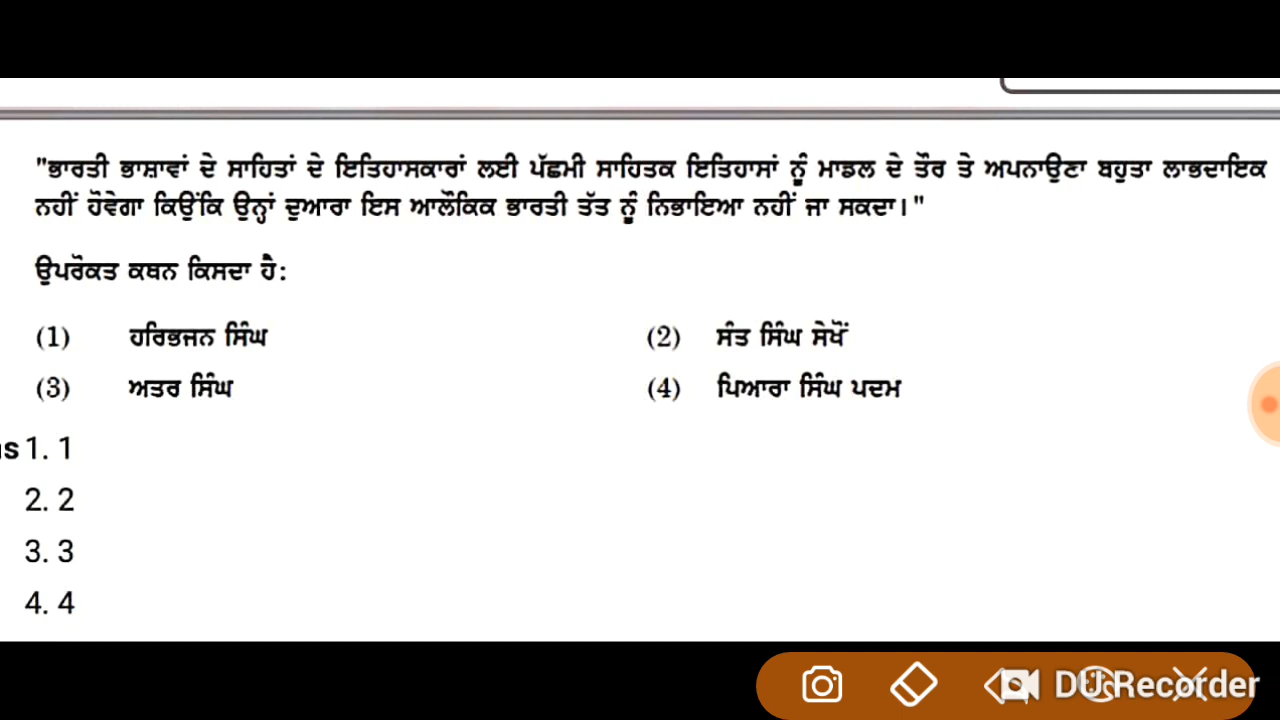 "ਭਾਰਤੀ ਭਾਸ਼ਾਵਾਂ ਦੇ ਸਾਹਿਤਾਂ ਦੇ ਇਤਿਹਾਸਕਾਰਾਂ ਲਈ ਪੱਛਮੀ ਸਾਹਿਤਕ ਇਤਿਹਾਸਾਂ ਨੂੰ ਮਾਡਲ ਦੇ ਤੌਰ ਤੇ ਅਪਨਾਉਣਾ ਬਹੁਤਾ ਲਾਭਦਾਇਕ
ਨਹੀਂ ਹੋਵੇਗਾ ਕਿਉਂਕਿ ਉਨ੍ਹਾਂ ਦੁਆਰਾ ਇਸ ਆਲੌਕਿਕ ਭਾਰਤੀ ਤੱਤ ਨੂੰ ਨਿਭਾਇਆ ਨਹੀਂ ਜਾ ਸਕਦਾ।"
ਉਪਰੋਕਤ ਕਥਨ ਕਿਸਦਾ ਹੈ:
(1) ਹਰਿਭਜਨ ਸਿੰਘ (2) ਸੰਤ ਸਿੰਘ ਸੇਖੋਂ
(3) ਅਤਰ ਸਿੰਘ (4) ਪਿਆਰਾ ਸਿੰਘ ਪਦਮ
s 1. 1
2. 2
3. 3
4. 4
DU Recorder